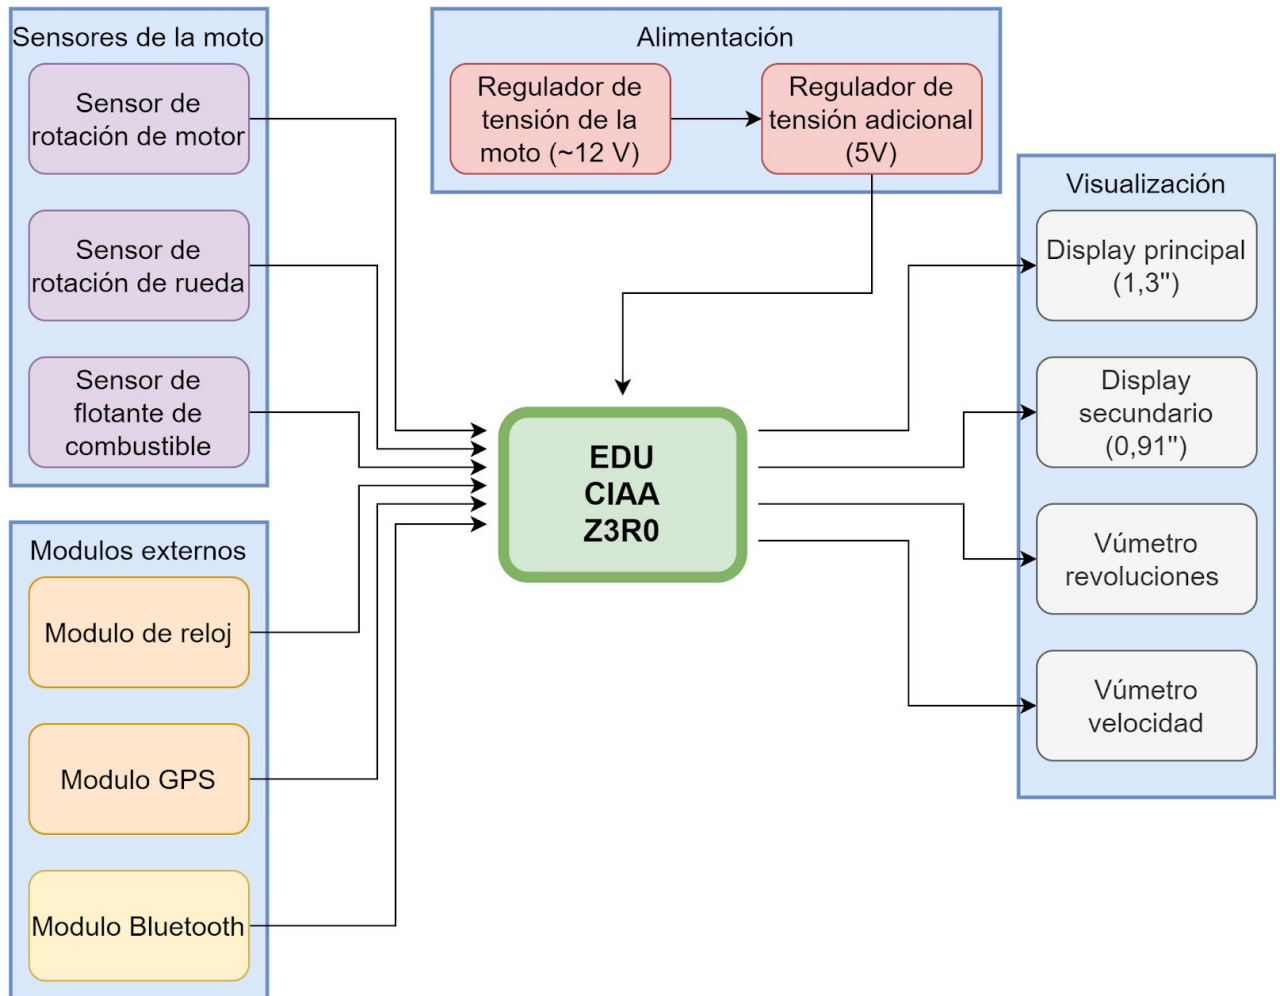 Sensores de la moto
Sensor de
rotación de motor
Sensor de
rotación de rueda
Sensor de
flotante de
combustible
Modulos externos
Modulo de reloj
Modulo GPS
Modulo Bluetooth
Alimentación
Regulador de
tensión de la
moto (~12 V)
Regulador de
tensión adicional
(5V)
EDU
CIAA
Z3R0
Visualización
Display principal
(1,3")
Display
secundario
(0,91")
Vúmetro
revoluciones
Vúmetro
velocidad